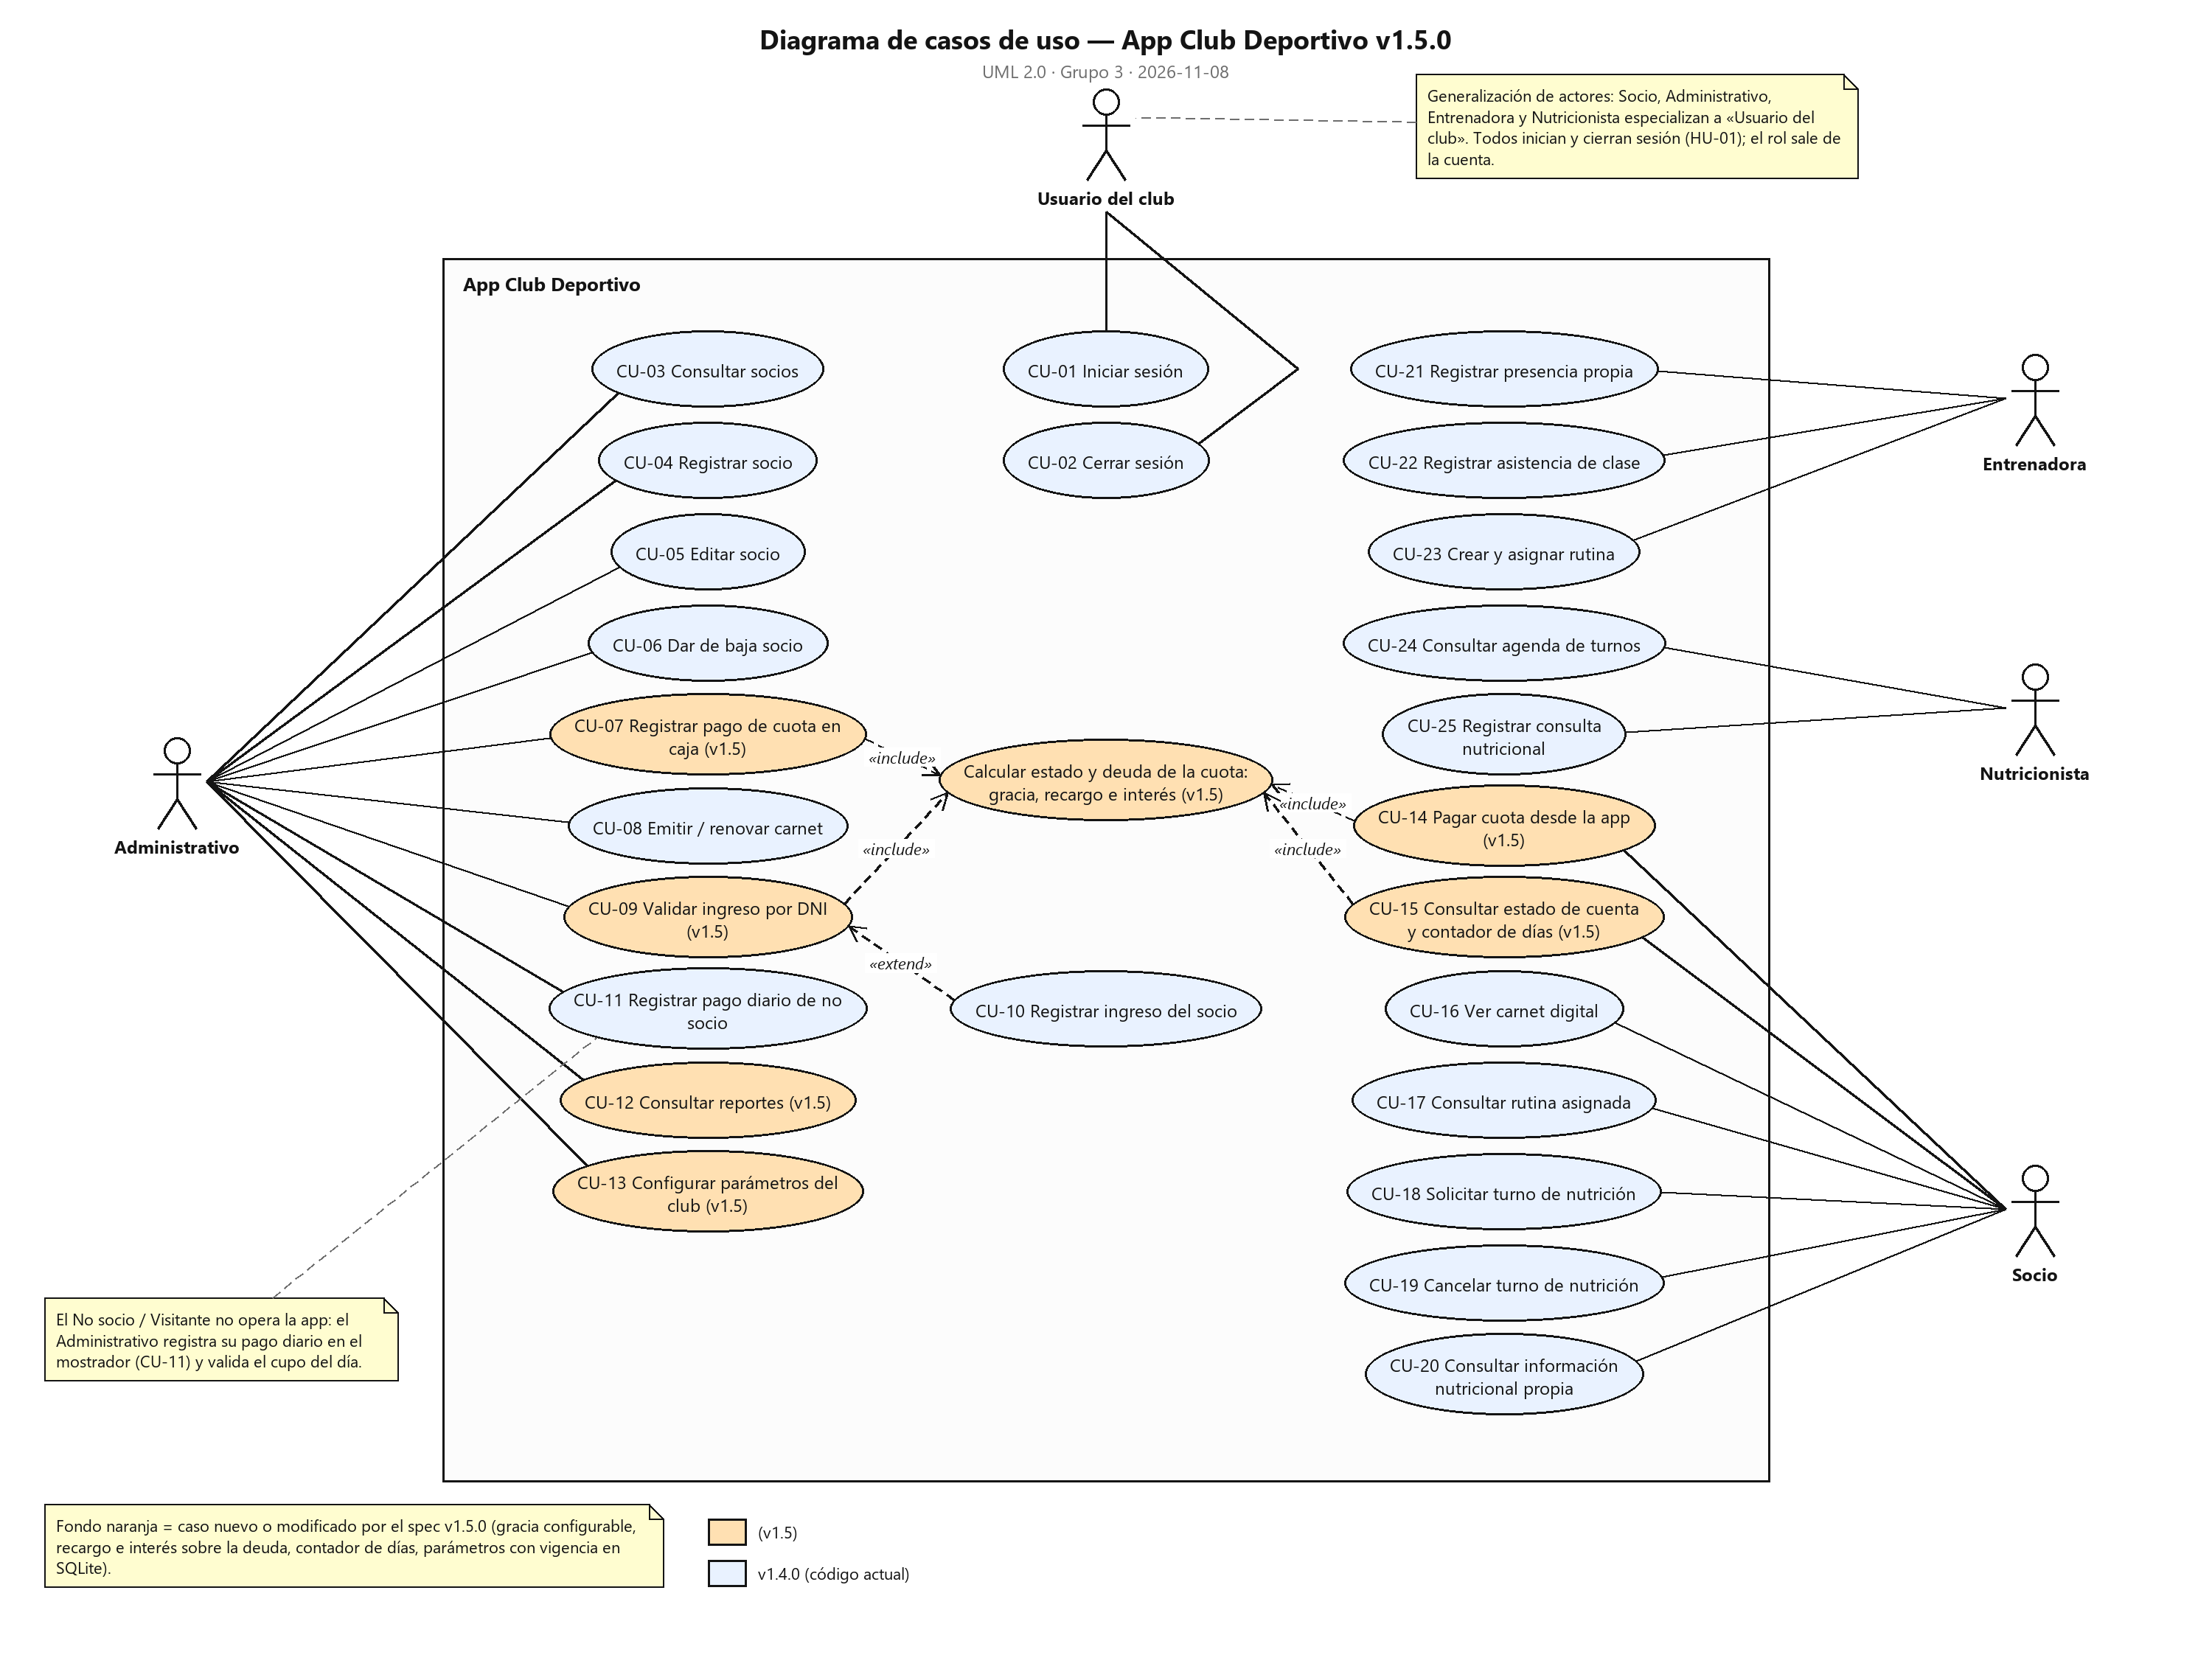 Diagrama de casos de uso — App Club Deportivo v1.5.0
UML 2.0 · Grupo 3 · 2026-11-08
Generalización de actores: Socio, Administrativo,
Entrenadora y Nutricionista especializan a «Usuario del
club». Todos inician y cierran sesión (HU-01); el rol sale de
la cuenta.
Usuario del club
App Club Deportivo
CU-03 Consultar socios
CU-04 Registrar socio
CU-05 Editar socio
CU-06 Dar de baja socio
CU-07 Registrar pago de cuota en
caja (v1.5)
CU-08 Emitir / renovar carnet
CU-09 Validar ingreso por DNI
(v1.5)
CU-11 Registrar pago diario de no
socio
CU-12 Consultar reportes (v1.5)
CU-13 Configurar parámetros del
club (v1.5)
Administrativo
CU-01 Iniciar sesión
CU-02 Cerrar sesión
«include»
Calcular estado y deuda de la cuota:
gracia, recargo e interés (v1.5)
«include»
«include»
«include»
«extend»
CU-10 Registrar ingreso del socio
CU-21 Registrar presencia propia
CU-22 Registrar asistencia de clase
CU-23 Crear y asignar rutina
CU-24 Consultar agenda de turnos
CU-25 Registrar consulta
nutricional
CU-14 Pagar cuota desde la app
(v1.5)
CU-15 Consultar estado de cuenta
y contador de días (v1.5)
CU-16 Ver carnet digital
CU-17 Consultar rutina asignada
CU-18 Solicitar turno de nutrición
CU-19 Cancelar turno de nutrición
CU-20 Consultar información
nutricional propia
Entrenadora
Nutricionista
Socio
El No socio / Visitante no opera la app: el
Administrativo registra su pago diario en el
mostrador (CU-11) y valida el cupo del día.
Fondo naranja = caso nuevo o modificado por el spec v1.5.0 (gracia configurable,
recargo e interés sobre la deuda, contador de días, parámetros con vigencia en
SQLite).
(v1.5)
v1.4.0 (código actual)